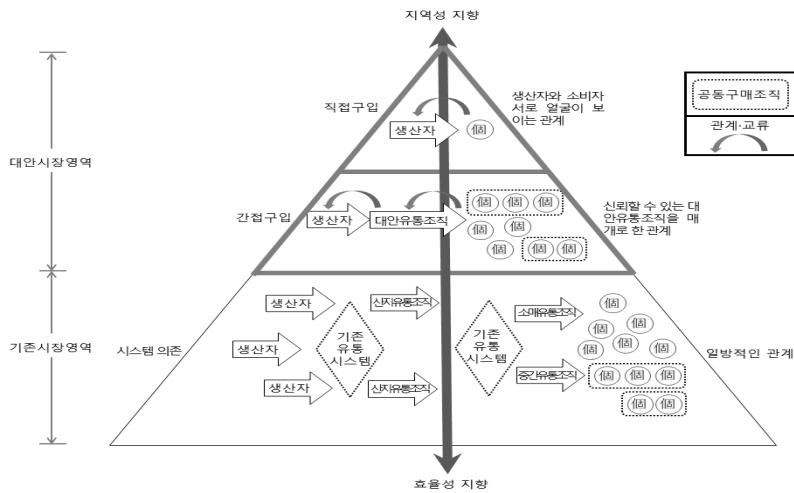 지역성 지향
직접구입
생산자와 소비자
서로 얼굴이 보
이는 관계
생산자
個
공동구매조직
관계·교류
대안시장영역
간접구입
생산자
대안유통조직
個 個 個
個 個
個 個 個
신뢰할 수 있는 대
안유통조직을 매
개로 한 관계
기존시장영역
시스템 의존
생산자
생산자
생산자
기존
유통
시스템
산지유통조직
산지유통조직
기존
유통
시스템
소매유통조직
중간유통조직
個
個 個
個 個 個
個 個 個
個 個
일방적인 관계
효율성 지향